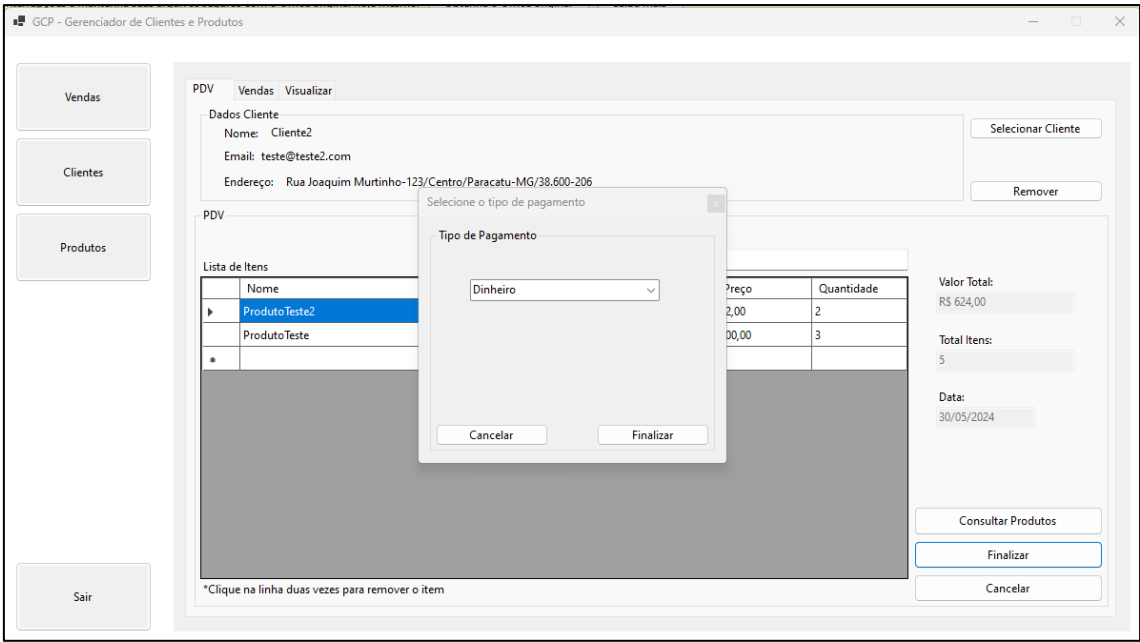 GCP - Gerenciador de Clientes e Produtos
Vendas
Clientes
Produtos
Sair
PDV Vendas Visualizar
Dados Cliente
Nome: Cliente2
Email: teste@teste2.com
Endereço: Rua Joaquim Murtinho-123/Centro/Paracatu-MG/38.600-206
Selecionar Cliente
Remover
PDV
Lista de Itens
Nome Preço Quantidade
ProdutoTeste2 2,00 2
ProdutoTeste 00,00 3
*Clique na linha duas vezes para remover o item
Selecione o tipo de pagamento
Tipo de Pagamento
Dinheiro
Cancelar Finalizar
Valor Total:
R$ 624,00
Total Itens:
5
Data:
30/05/2024
Consultar Produtos
Finalizar
Cancelar